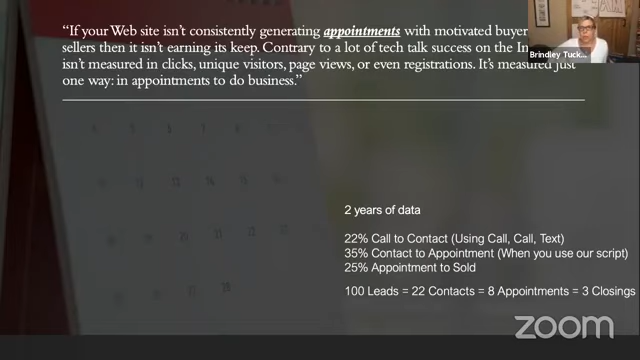 “If your Web site isn’t consistently generating appointments with motivated buyer
sellers then it isn’t earning its keep. Contrary to a lot of tech talk success on the In
isn’t measured in clicks, unique visitors, page views, or even registrations. It’s measured just
one way: in appointments to do business.”
Brindley Tuck...
2 years of data
22% Call to Contact (Using Call, Call, Text)
35% Contact to Appointment (When you use our script)
25% Appointment to Sold
100 Leads = 22 Contacts = 8 Appointments = 3 Closings
zoom